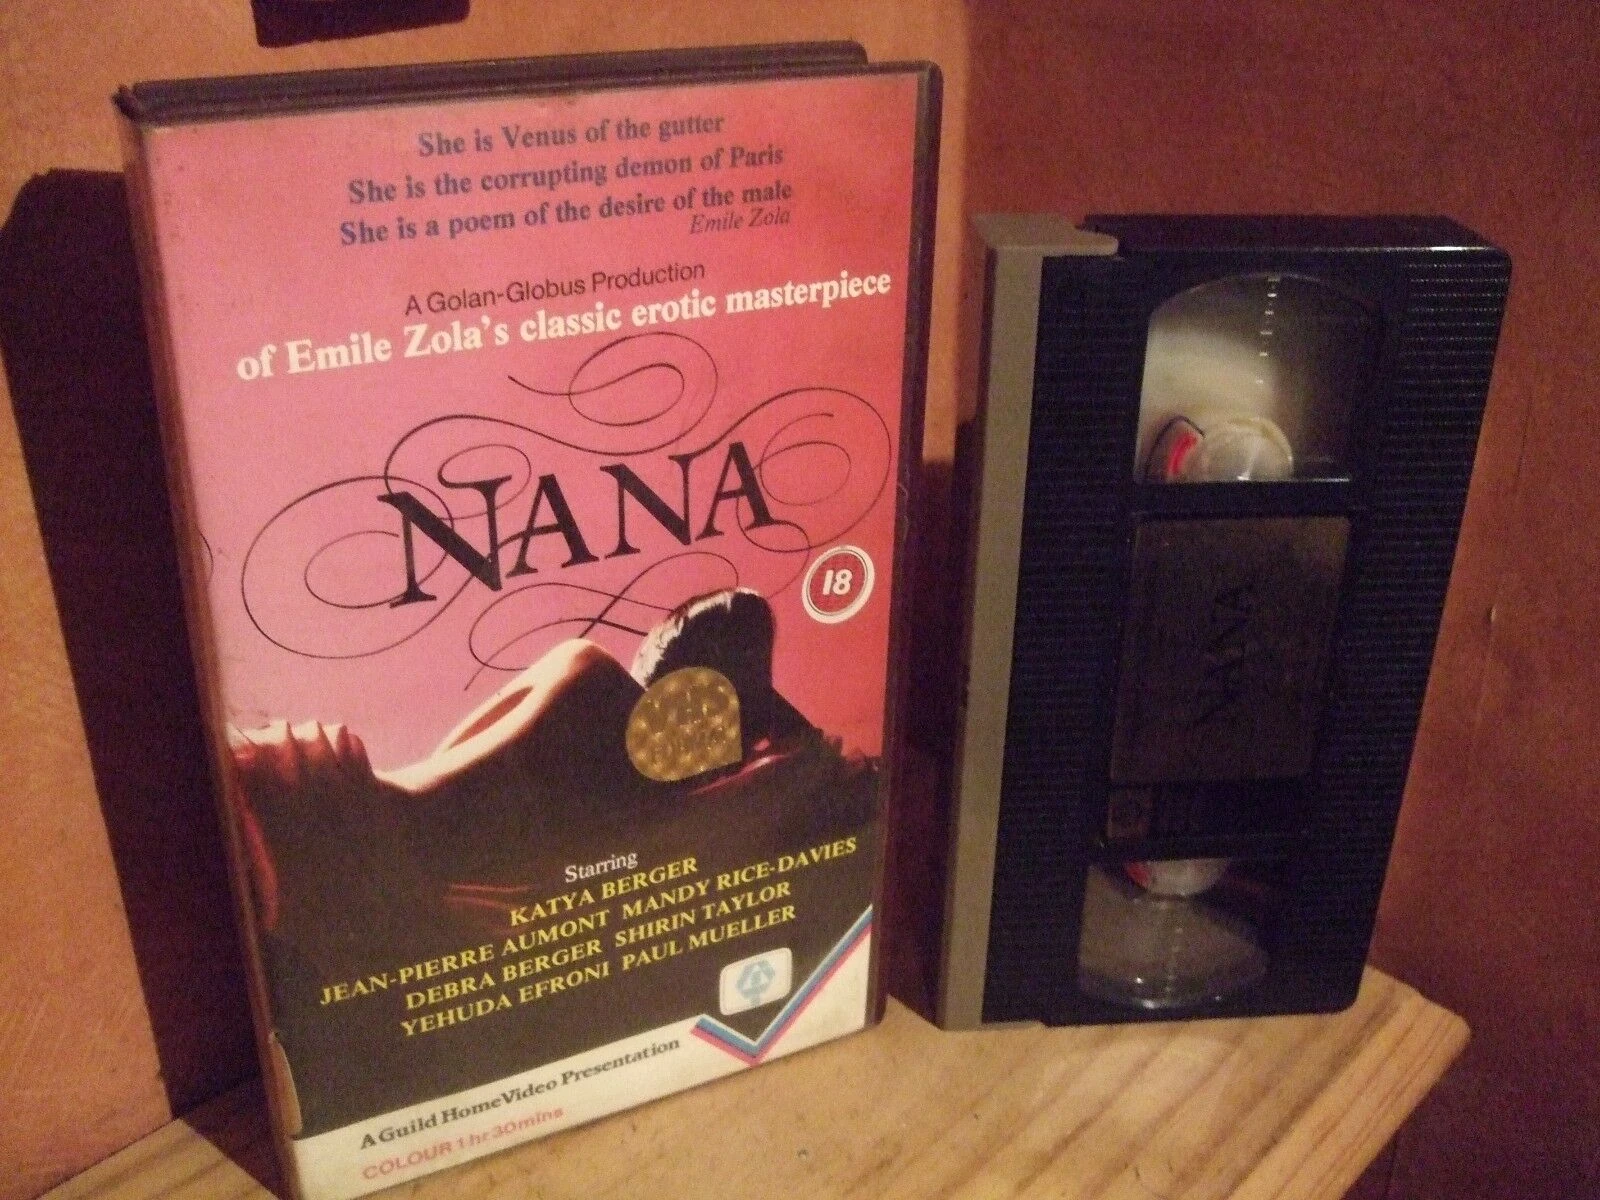 She is Venus of the gutter
She is the corrupting demon of Paris
She is a poem of the desire of the male
Emile Zola
A Golan-Globus Production
of Emile Zola's classic erotic masterpiece
NANA
18
VHS
Starring
KATYA BERGER
JEAN-PIERRE AUMONT MANDY RICE-DAVIES
DEBRA BERGER SHIRIN TAYLOR
YEHUDA EFRONI PAUL MUELLER
A Guild HomeVideo Presentation
COLOUR 1 hr 30mins
NANA